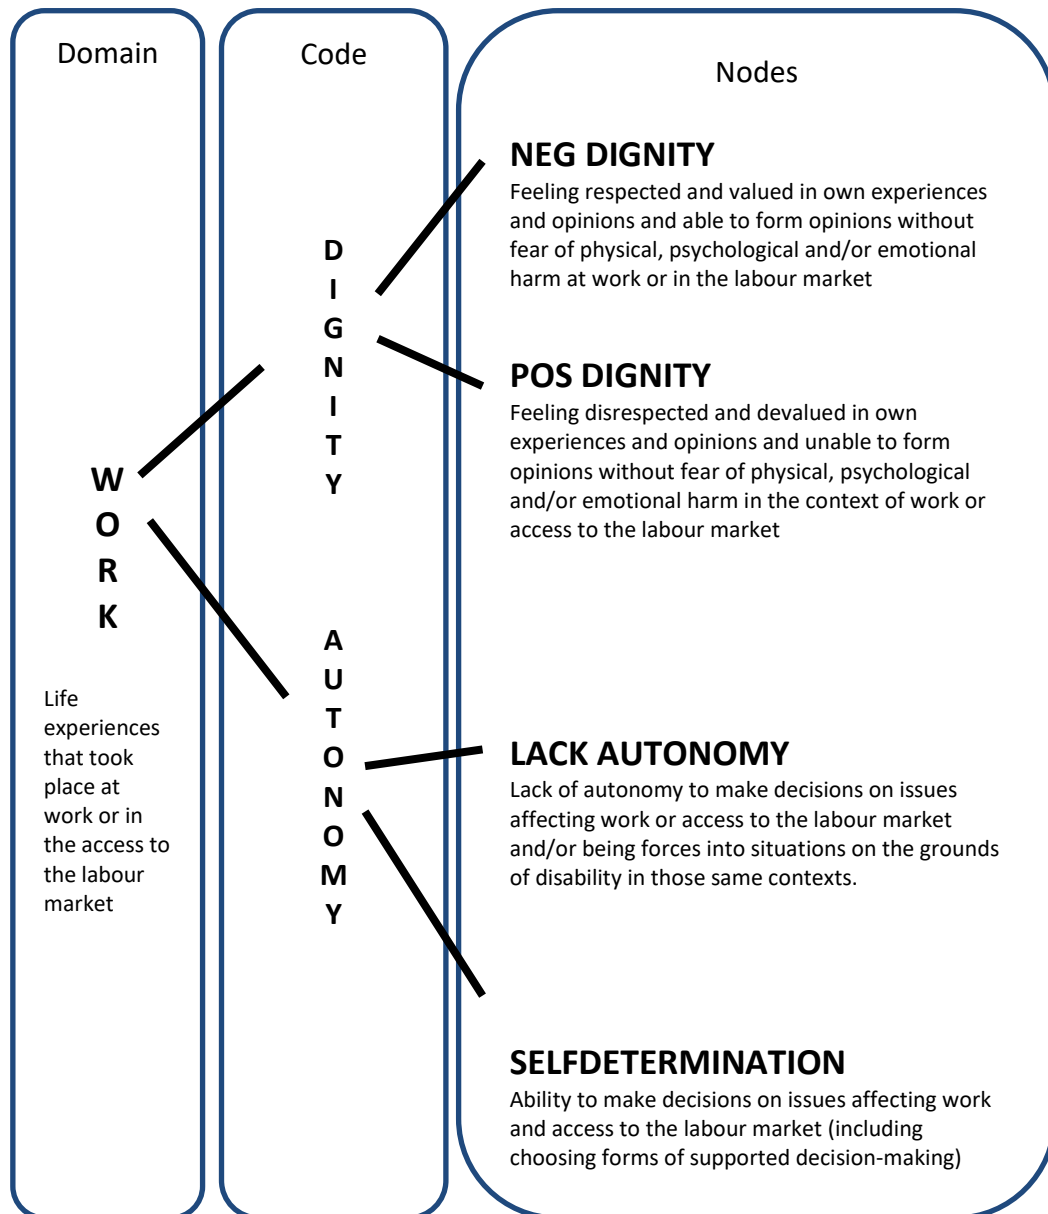 Domain
W
O
R
K
Life
experiences
that took
place at
work or in
the access to
the labour
market
Code
D
I
G
N
I
T
Y
A
U
T
O
N
O
M
Y
Nodes
NEG DIGNITY
Feeling respected and valued in own experiences
and opinions and able to form opinions without
fear of physical, psychological and/or emotional
harm at work or in the labour market
POS DIGNITY
Feeling disrespected and devalued in own
experiences and opinions and unable to form
opinions without fear of physical, psychological
and/or emotional harm in the context of work or
access to the labour market
LACK AUTONOMY
Lack of autonomy to make decisions on issues
affecting work or access to the labour market
and/or being forces into situations on the grounds
of disability in those same contexts.
SELFDETERMINATION
Ability to make decisions on issues affecting work
and access to the labour market (including
choosing forms of supported decision-making)